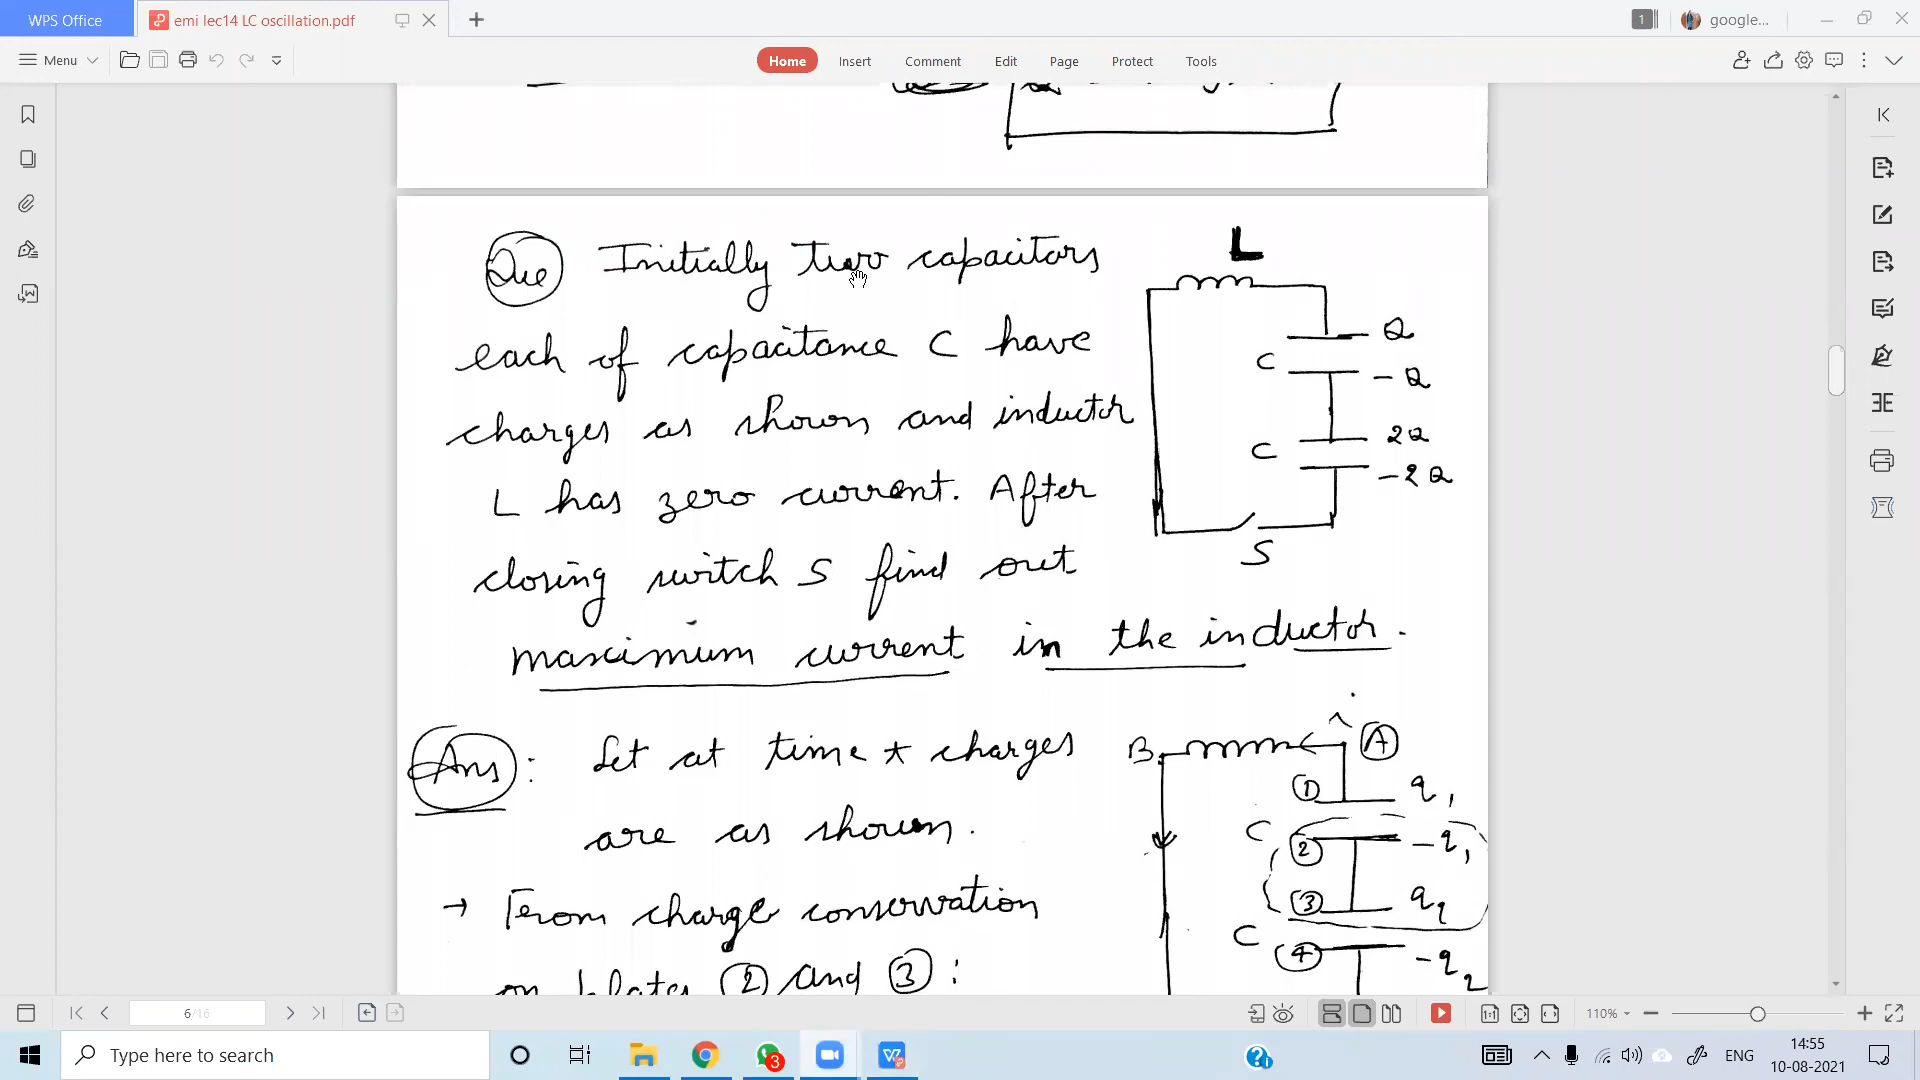 WPS Office
emi lec14 LC oscillation.pdf
1
google...
Menu
Home
Insert
Comment
Edit
Page
Protect
Tools
Que Initially two capacitors
each of capacitance C have
charges as shown and inductor
L has zero current. After
closing switch S find out
maximum current in the inductor.
L
C
Q
-Q
C
2Q
-2Q
S
Ans: Let at time t charges
are as shown.
→ From charge conservation
on plates ② and ③ :
B
i
A
① q1
C
② -q1
③ q2
C
④ -q2
6/16
1:1
110%
Type here to search
3
ENG
14:55
10-08-2021